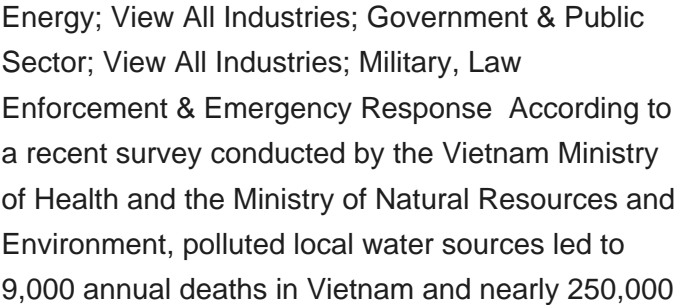 Energy; View All Industries; Government & Public
Sector; View All Industries; Military, Law
Enforcement & Emergency Response  According to
a recent survey conducted by the Vietnam Ministry
of Health and the Ministry of Natural Resources and
Environment, polluted local water sources led to
9,000 annual deaths in Vietnam and nearly 250,000